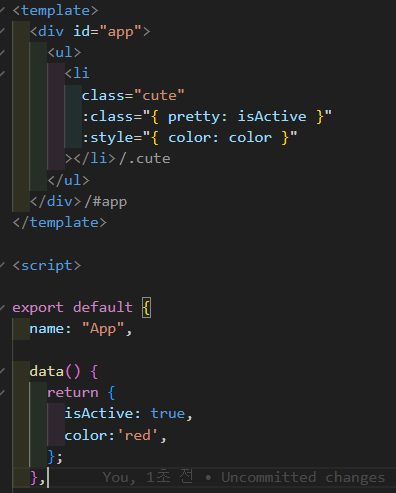 <template>
<div id="app">
<ul>
<li
class="cute"
:class="{ pretty: isActive }"
:style="{ color: color }"
></li>/.cute
</ul>
</div>/#app
</template>
<script>
export default {
name: "App",
data() {
return {
isActive: true,
color:'red',
};
}, You, 1초 전 • Uncommitted changes